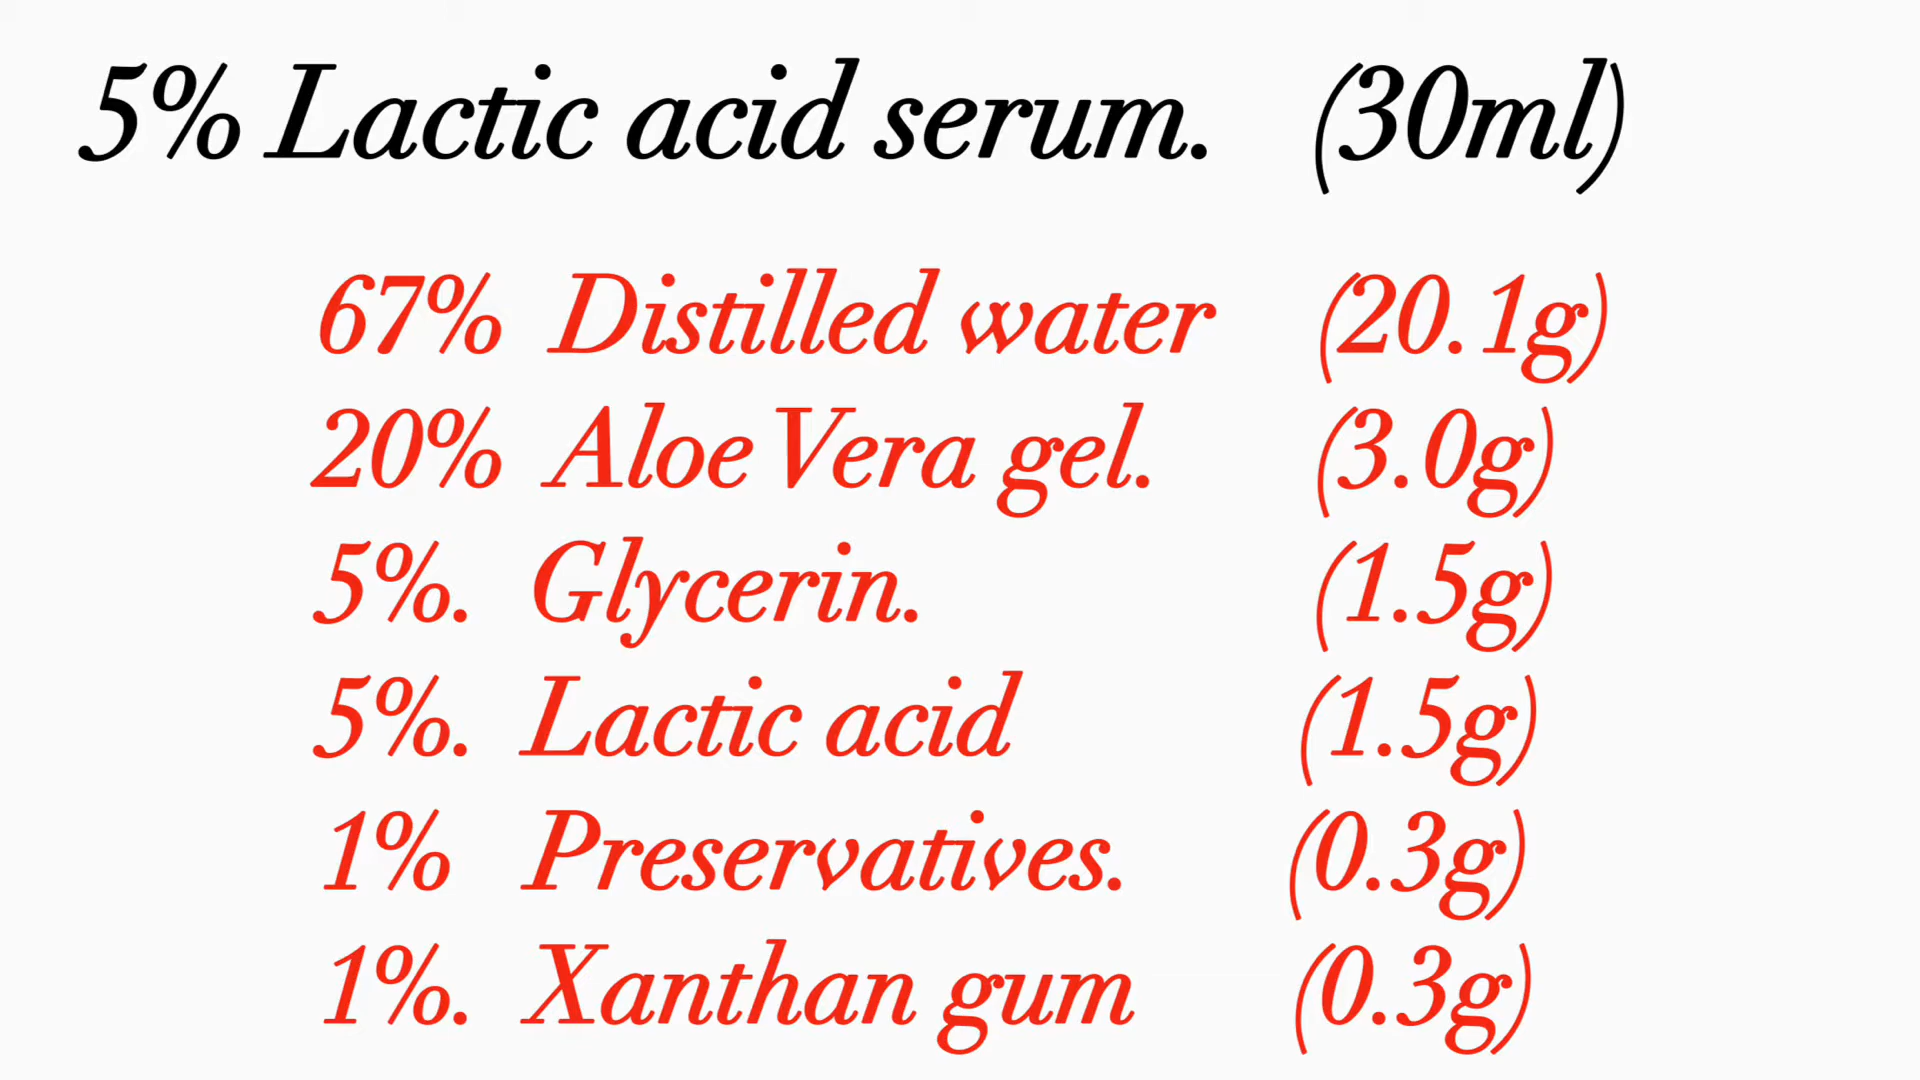 5% Lactic acid serum. (30ml)
67% Distilled water (20.1g)
20% Aloe Vera gel. (3.0g)
5%. Glycerin. (1.5g)
5%. Lactic acid (1.5g)
1% Preservatives. (0.3g)
1%. Xanthan gum (0.3g)